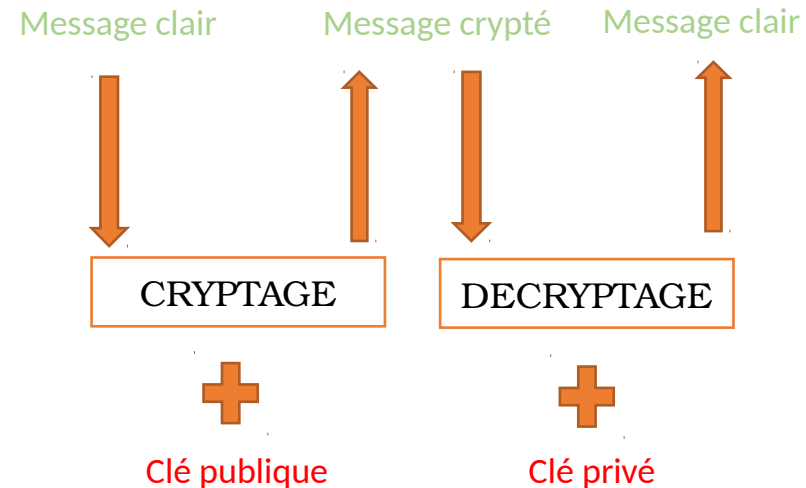 Message clair
Message crypté
Message clair
CRYPTAGE
DECRYPTAGE
Clé publique
Clé privé